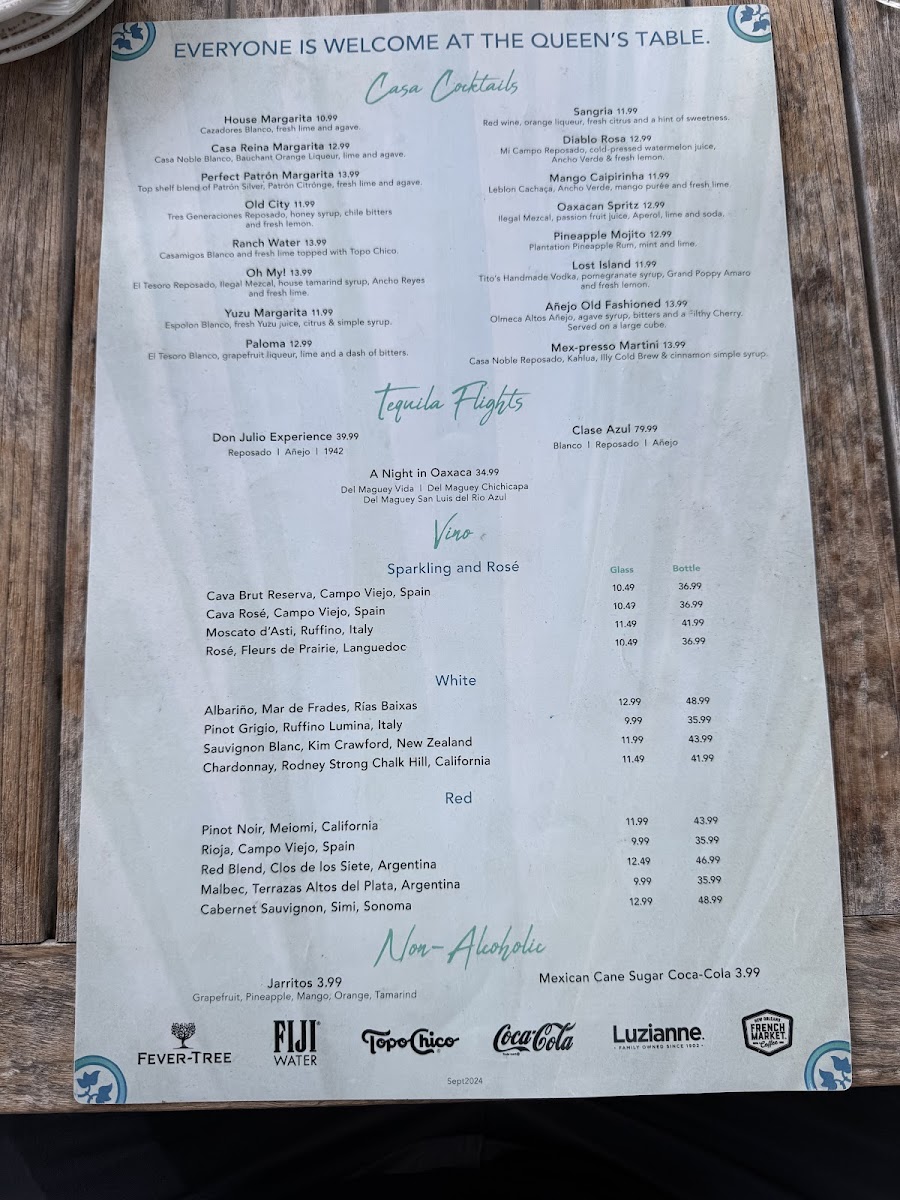 EVERYONE IS WELCOME AT THE QUEEN'S TABLE.
Casa Cocktails
House Margarita 10.99
Cazadores Blanco, fresh lime and agave.
Casa Reina Margarita 12.99
Casa Noble Blanco, Bauchant Orange Liqueur, lime and agave.
Perfect Patrón Margarita 13.99
Top shelf blend of Patrón Silver, Patrón Citrónge, fresh lime and agave.
Old City 11.99
Tres Generaciones Reposado, honey syrup, chile bitters
and fresh lemon.
Ranch Water 13.99
Casamigos Blanco and fresh lime topped with Topo Chico.
Oh My! 13.99
El Tesoro Reposado, Ilegal Mezcal, house tamarind syrup, Ancho Reyes
and fresh lime.
Yuzu Margarita 11.99
Espolon Blanco, fresh Yuzu juice, citrus & simple syrup.
Paloma 12.99
El Tesoro Blanco, grapefruit liqueur, lime and a dash of bitters.
Sangria 11.99
Red wine, orange liqueur, fresh citrus and a hint of sweetness.
Diablo Rosa 12.99
Mi Campo Reposado, cold-pressed watermelon juice,
Ancho Verde & fresh lemon.
Mango Caipirinha 11.99
Leblon Cachaça, Ancho Verde, mango purée and fresh lime.
Oaxacan Spritz 12.99
Ilegal Mezcal, passion fruit juice, Aperol, lime and soda.
Pineapple Mojito 12.99
Plantation Pineapple Rum, mint and lime.
Lost Island 11.99
Tito's Handmade Vodka, pomegranate syrup, Grand Poppy Amaro
and fresh lemon.
Añejo Old Fashioned 13.99
Olmeca Altos Añejo, agave syrup, bitters and a Filthy Cherry.
Served on a large cube.
Mex-presso Martini 13.99
Casa Noble Reposado, Kahlua, Illy Cold Brew & cinnamon simple syrup.
Tequila Flights
Don Julio Experience 39.99
Reposado | Añejo | 1942
Clase Azul 79.99
Blanco | Reposado | Añejo
A Night in Oaxaca 34.99
Del Maguey Vida | Del Maguey Chichicapa
Del Maguey San Luis del Rio Azul
Vino
Sparkling and Rosé Glass Bottle
Cava Brut Reserva, Campo Viejo, Spain 10.49 36.99
Cava Rosé, Campo Viejo, Spain 10.49 36.99
Moscato d'Asti, Ruffino, Italy 11.49 41.99
Rosé, Fleurs de Prairie, Languedoc 10.49 36.99
White
Albariño, Mar de Frades, Rías Baixas 12.99 48.99
Pinot Grigio, Ruffino Lumina, Italy 9.99 35.99
Sauvignon Blanc, Kim Crawford, New Zealand 11.99 43.99
Chardonnay, Rodney Strong Chalk Hill, California 11.49 41.99
Red
Pinot Noir, Meiomi, California 11.99 43.99
Rioja, Campo Viejo, Spain 9.99 35.99
Red Blend, Clos de los Siete, Argentina 12.49 46.99
Malbec, Terrazas Altos del Plata, Argentina 9.99 35.99
Cabernet Sauvignon, Simi, Sonoma 12.99 48.99
Non-Alcoholic
Jarritos 3.99
Grapefruit, Pineapple, Mango, Orange, Tamarind
Mexican Cane Sugar Coca-Cola 3.99
FEVER-TREE
FIJI
WATER
Topo Chico
Coca-Cola
Luzianne
FAMILY OWNED SINCE 1902
NEW ORLEANS
FRENCH
MARKET
Coffee
Sept2024